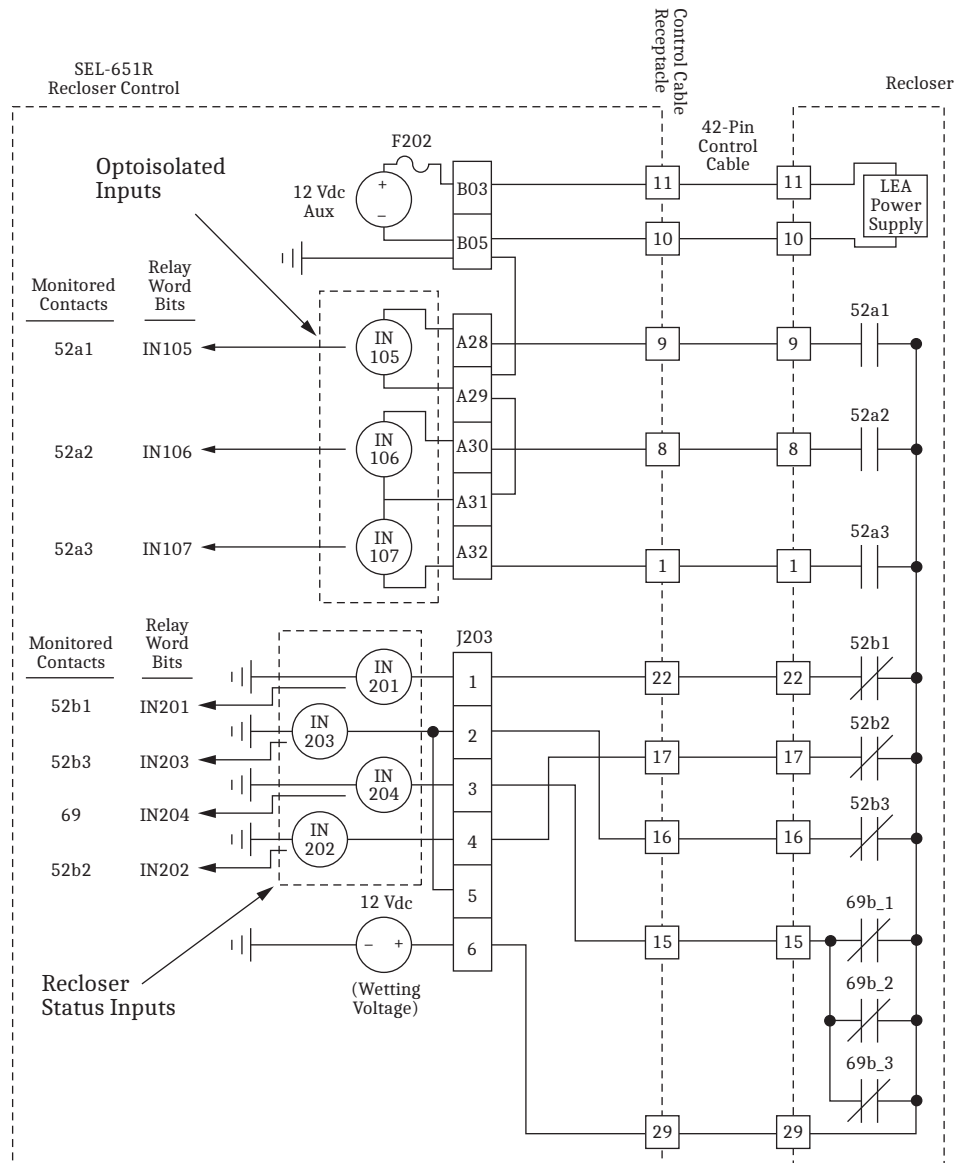 Control Cable
Receptacle
SEL-651R
Recloser Control
Recloser
42-Pin
Control
Cable
F202
Optoisolated
Inputs
12 Vdc
Aux
+
–
B03
11
11
LEA
Power
Supply
B05
10
10
Monitored
Contacts
Relay
Word
Bits
52a1
52a1
IN105
IN
105
A28
9
9
A29
52a2
52a2
IN106
IN
106
A30
8
8
A31
52a3
52a3
IN107
IN
107
A32
1
1
Monitored
Contacts
Relay
Word
Bits
J203
52b1
IN
201
1
22
22
52b1
IN201
52b2
IN
203
2
17
17
52b3
IN203
52b3
IN
204
3
69
IN204
IN
202
4
16
16
52b2
IN202
5
12 Vdc
69b_1
–
+
6
15
15
(Wetting
Voltage)
Recloser
Status Inputs
69b_2
69b_3
29
29